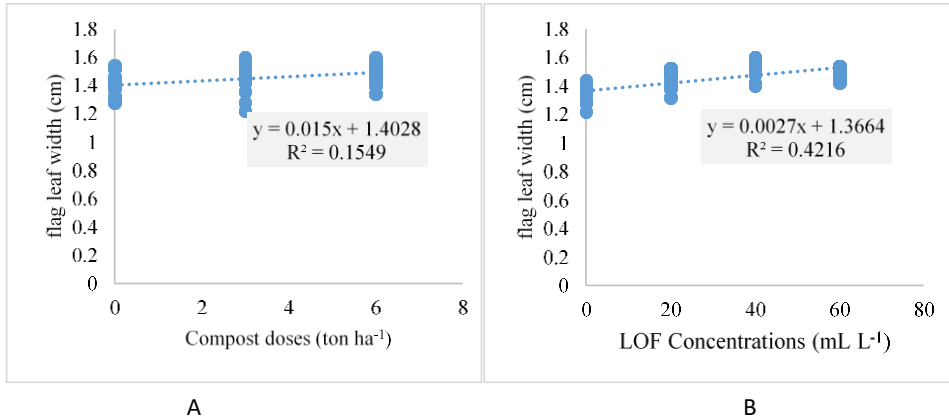 1.8
1.6
1.4
1.2
1
0.8
0.6
0.4
0.2
0
flag leaf width (cm)
y = 0.015x + 1.4028
R² = 0.1549
0 2 4 6 8
Compost doses (ton ha⁻¹)
A
1.8
1.6
1.4
1.2
1
0.8
0.6
0.4
0.2
0
flag leaf width (cm)
y = 0.0027x + 1.3664
R² = 0.4216
0 20 40 60 80
LOF Concentrations (mL L⁻¹)
B